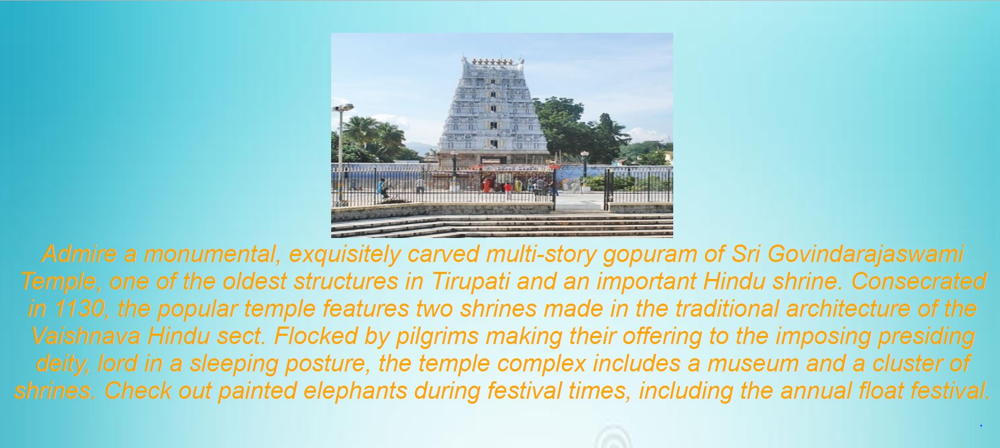 Admire a monumental, exquisitely carved multi-story gopuram of Sri Govindarajaswami
Temple, one of the oldest structures in Tirupati and an important Hindu shrine. Consecrated
in 1130, the popular temple features two shrines made in the traditional architecture of the
Vaishnava Hindu sect. Flocked by pilgrims making their offering to the imposing presiding
deity, lord in a sleeping posture, the temple complex includes a museum and a cluster of
shrines. Check out painted elephants during festival times, including the annual float festival.